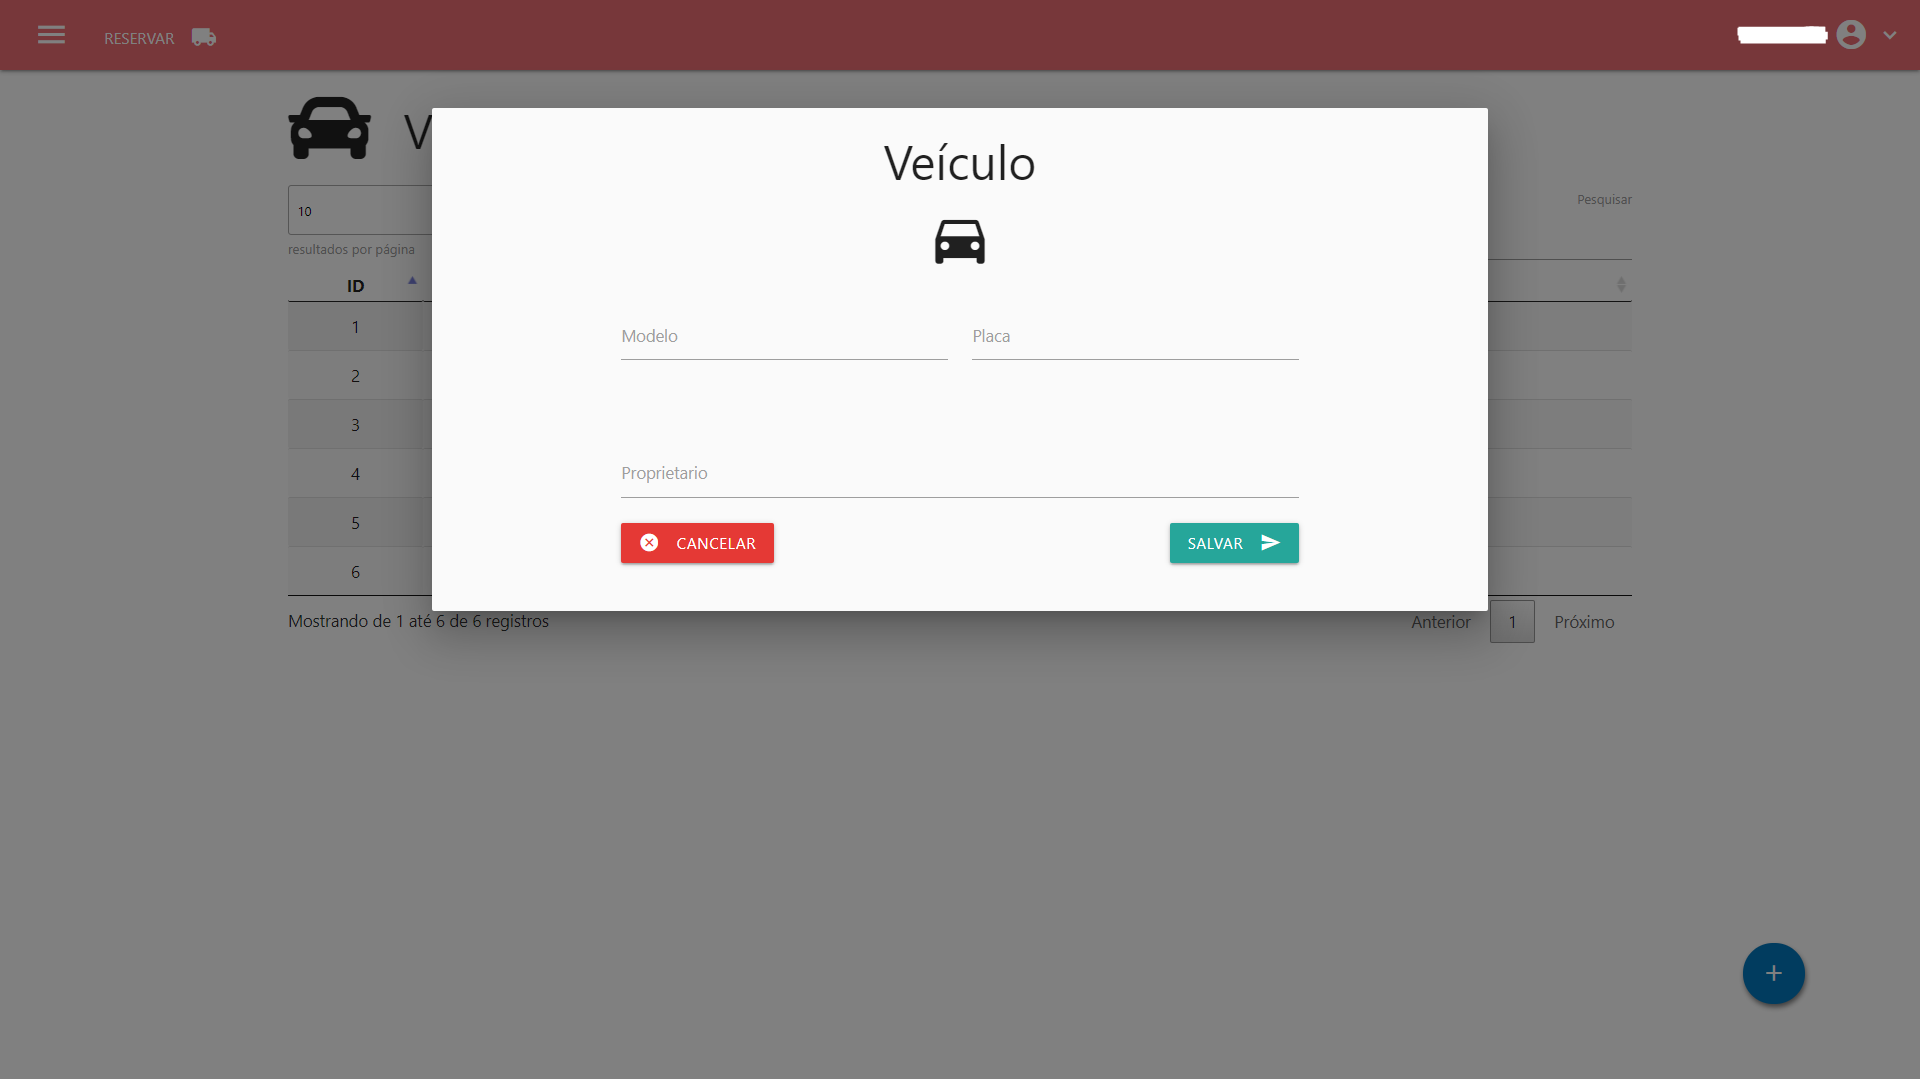 RESERVAR
V
Veículo
10
Pesquisar
resultados por página
ID
1
2
3
4
5
6
Modelo
Placa
Proprietario
CANCELAR
SALVAR
Mostrando de 1 até 6 de 6 registros
Anterior 1 Próximo